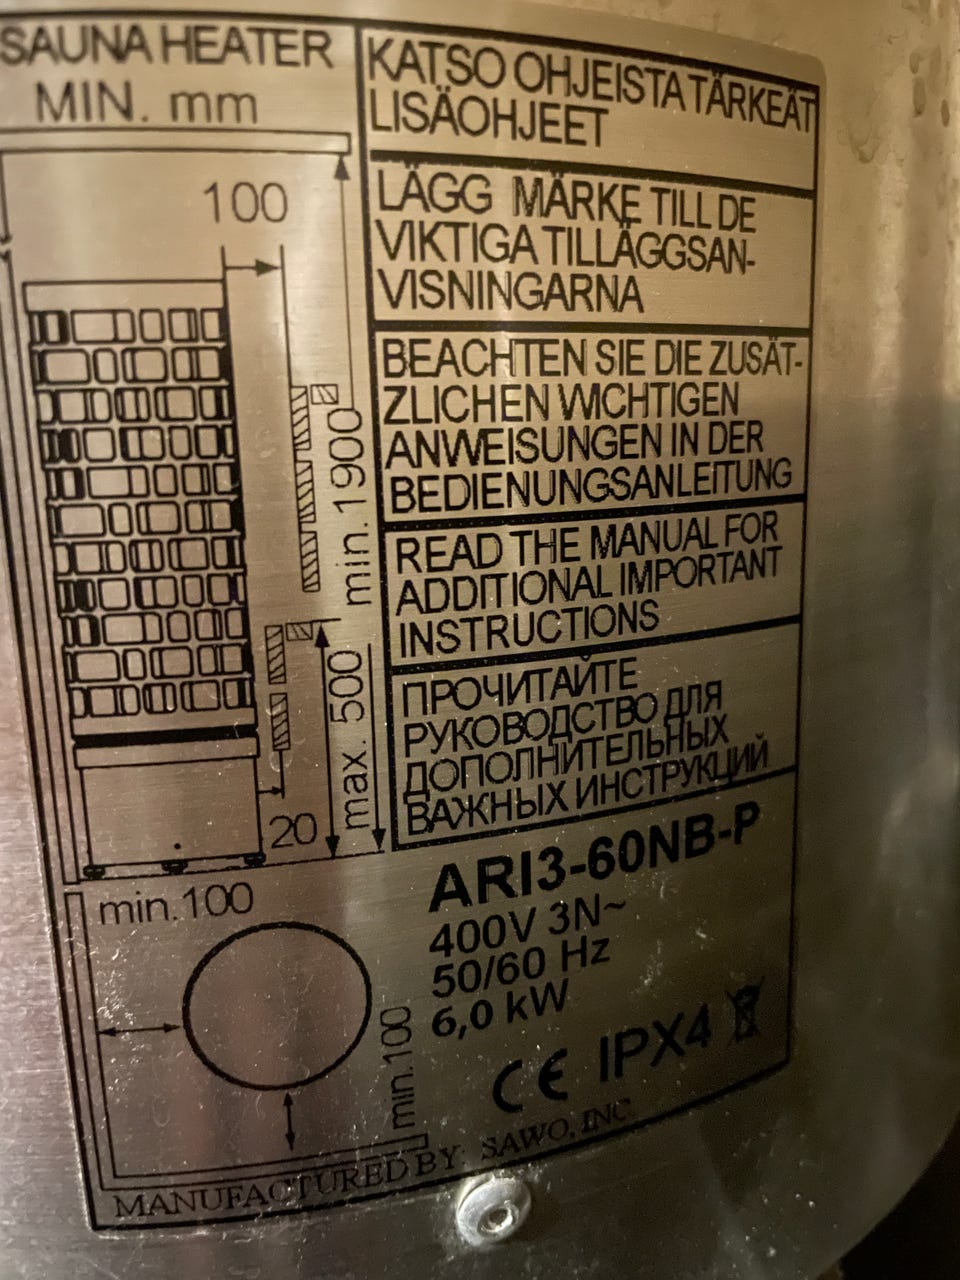 SAUNA HEATER
MIN. mm
100
min. 1900
max. 500
20
min.100
min.100
KATSO OHJEISTA TÄRKEÄT
LISÄOHJEET
LÄGG MÄRKE TILL DE
VIKTIGA TILLÄGGSAN-
VISNINGARNA
BEACHTEN SIE DIE ZUSÄT-
ZLICHEN WICHTIGEN
ANWEISUNGEN IN DER
BEDIENUNGSANLEITUNG
READ THE MANUAL FOR
ADDITIONAL IMPORTANT
INSTRUCTIONS
ПРОЧИТАЙТЕ
РУКОВОДСТВО ДЛЯ
ДОПОЛНИТЕЛЬНЫХ
ВАЖНЫХ ИНСТРУКЦИЙ
ARI3-60NB-P
400V 3N~
50/60 Hz
6,0 kW
CE IPX4
MANUFACTURED BY: SAWO, INC.